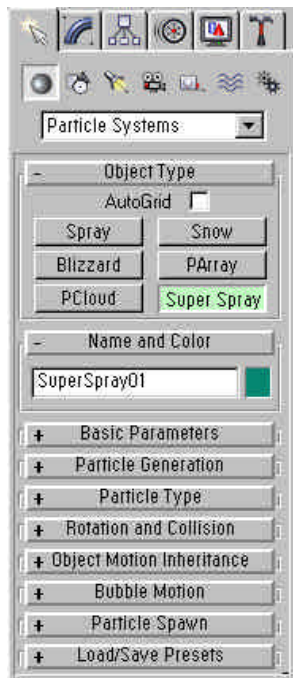 Particle Systems
- Object Type
AutoGrid
Spray Snow
Blizzard PArray
PCloud Super Spray
- Name and Color
SuperSpray01
+ Basic Parameters
+ Particle Generation
+ Particle Type
+ Rotation and Collision
+ Object Motion Inheritance
+ Bubble Motion
+ Particle Spawn
+ Load/Save Presets